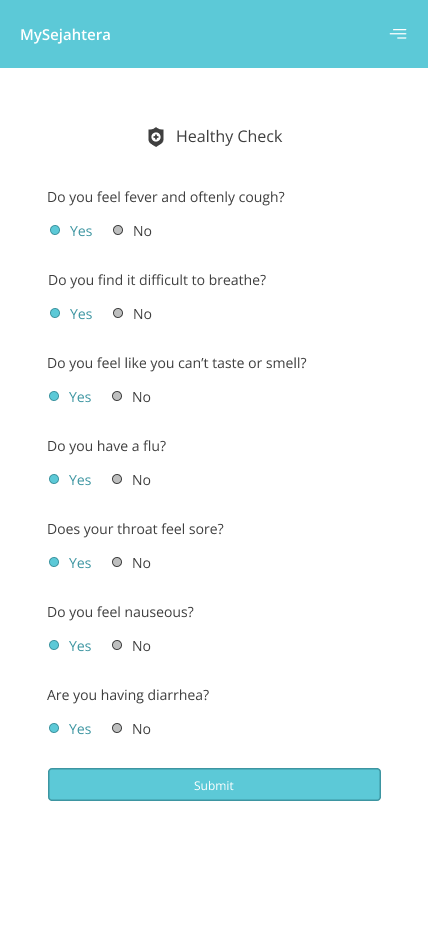 MySejahtera
Healthy Check
Do you feel fever and oftenly cough?
Yes No
Do you find it difficult to breathe?
Yes No
Do you feel like you can’t taste or smell?
Yes No
Do you have a flu?
Yes No
Does your throat feel sore?
Yes No
Do you feel nauseous?
Yes No
Are you having diarrhea?
Yes No
Submit